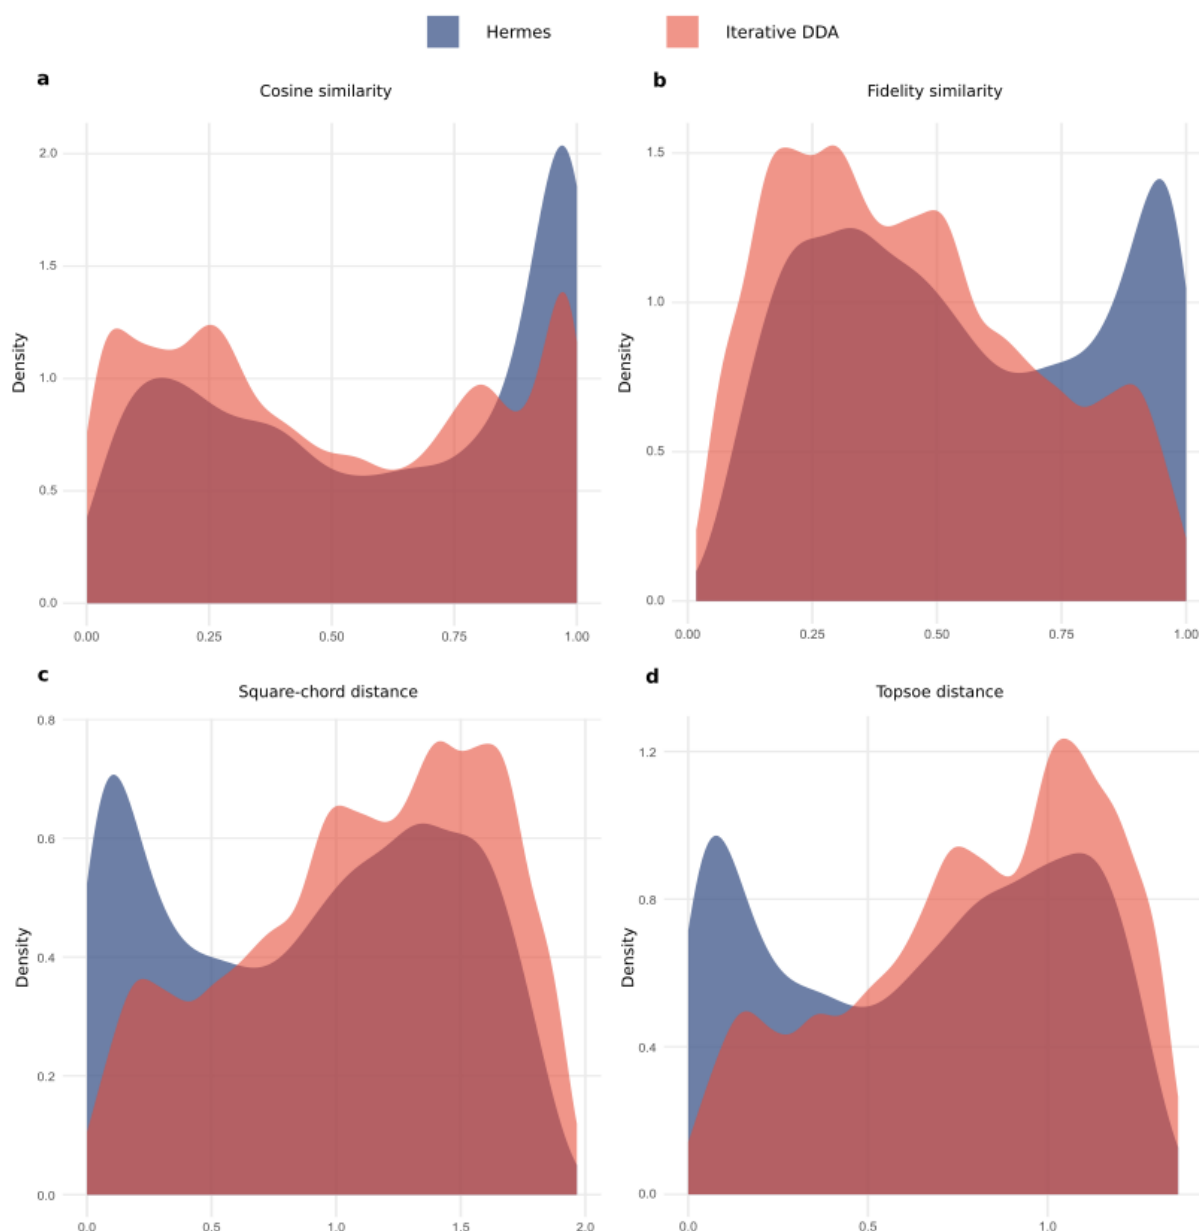 Hermes Iterative DDA
a
Cosine similarity
b
Fidelity similarity
Density
2.0
1.5
1.0
0.5
0.0
0.00 0.25 0.50 0.75 1.00
Density
1.5
1.0
0.5
0.0
0.00 0.25 0.50 0.75 1.00
c
Square-chord distance
d
Topsoe distance
Density
0.8
0.6
0.4
0.2
0.0
0.0 0.5 1.0 1.5 2.0
Density
1.2
0.8
0.4
0.0
0.0 0.5 1.0